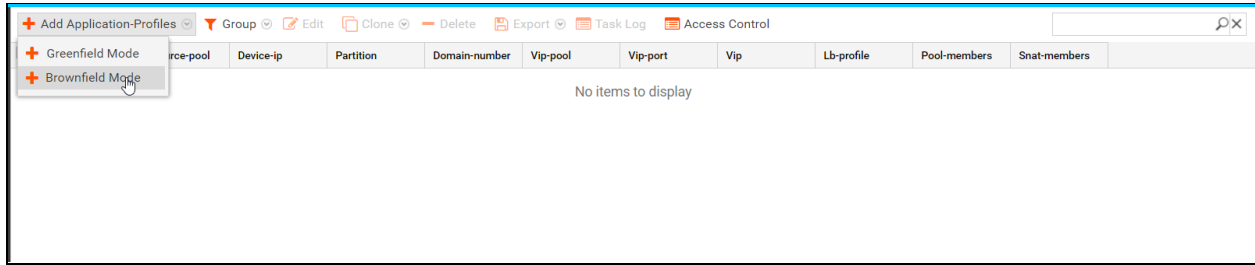 Add Application-Profiles Group Edit Clone Delete Export Task Log Access Control
Greenfield Mode
rce-pool Device-ip Partition Domain-number Vip-pool Vip-port Vip Lb-profile Pool-members Snat-members
Brownfield Mode
No items to display